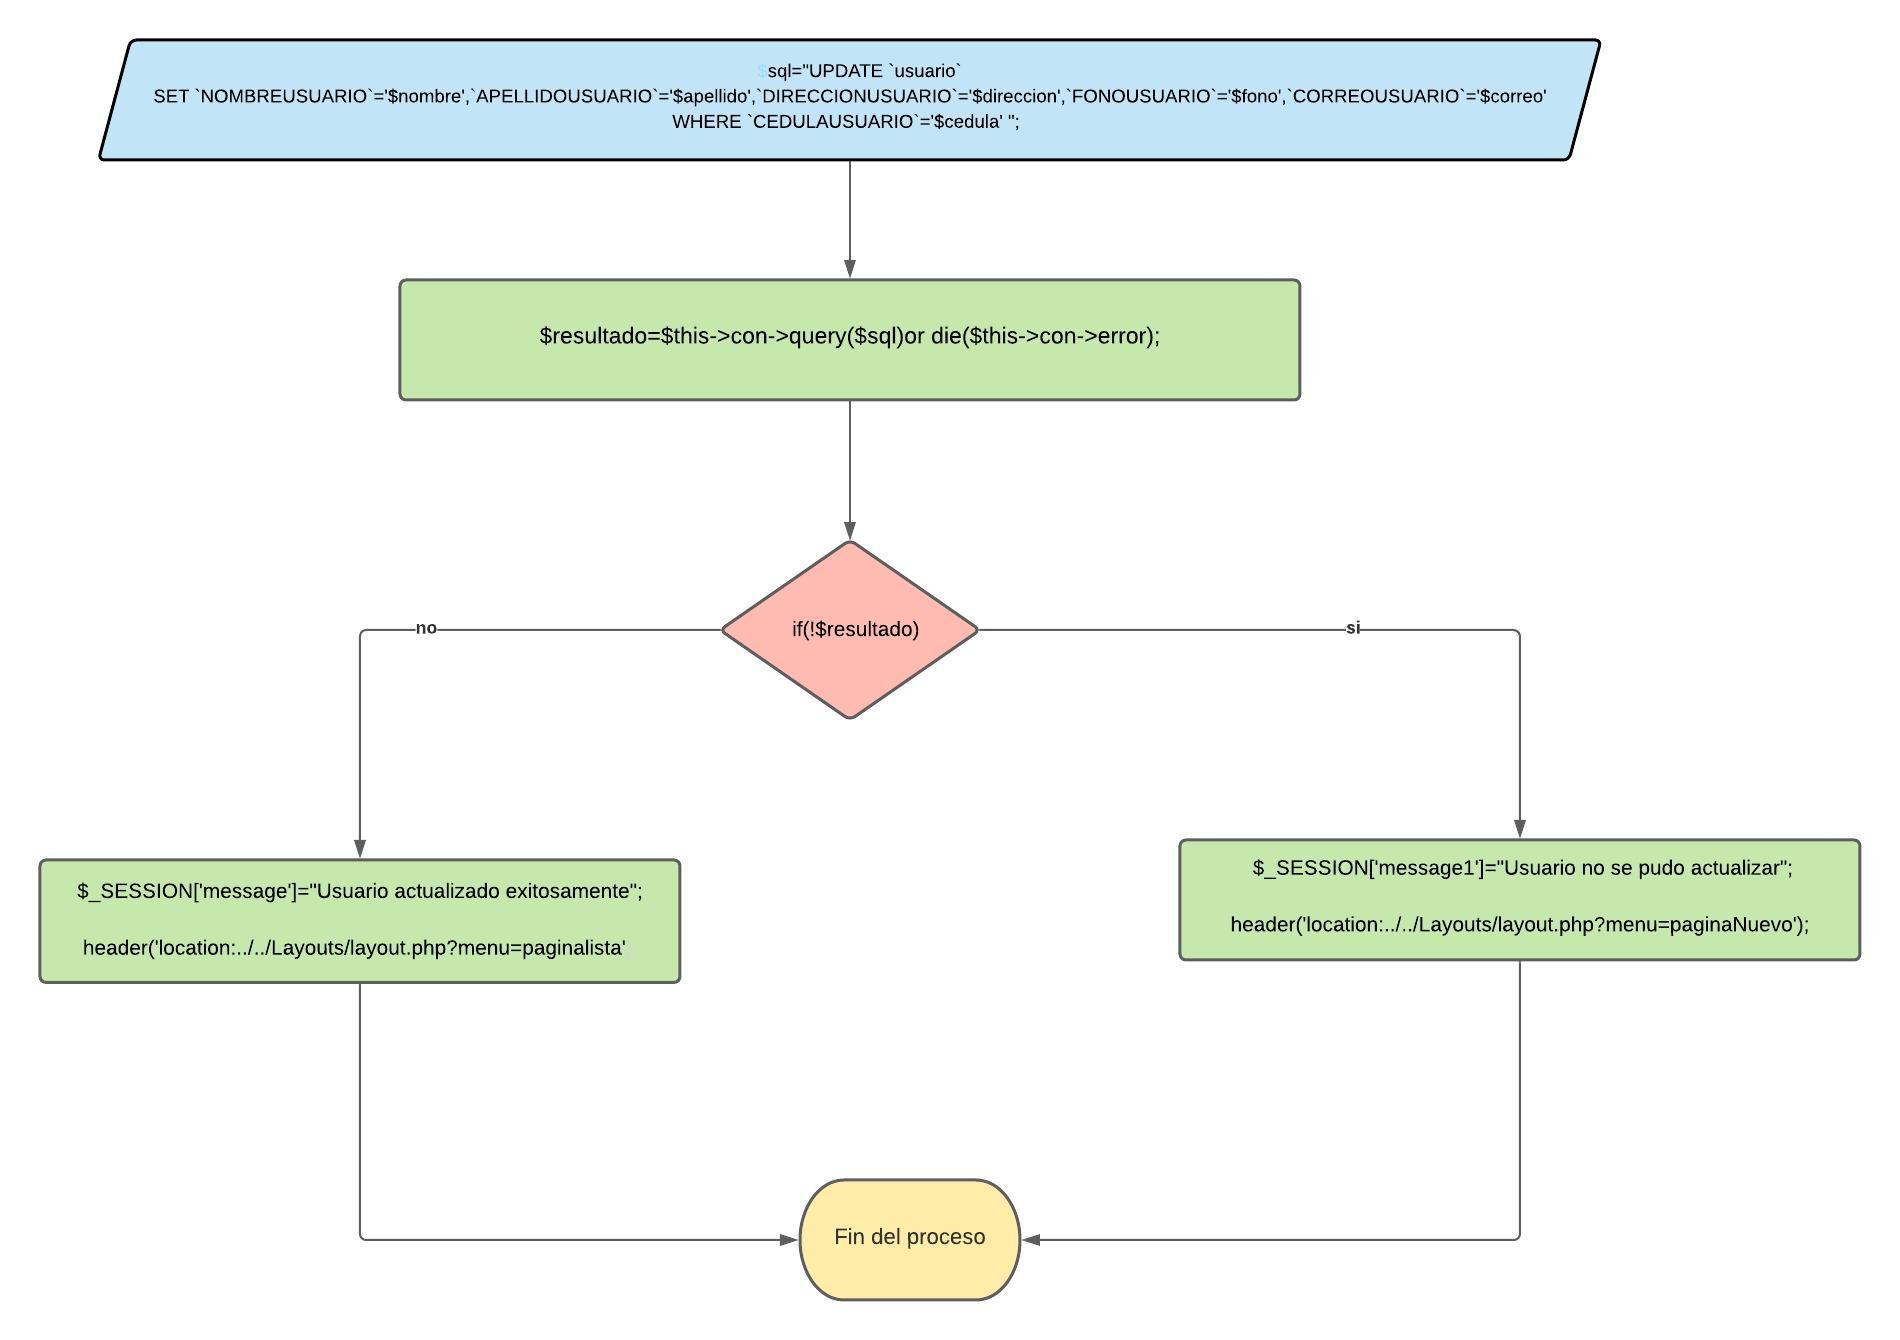 $sql="UPDATE `usuario`
SET `NOMBREUSUARIO`='$nombre',`APELLIDOUSUARIO`='$apellido',`DIRECCIONUSUARIO`='$direccion',`FONOUSUARIO`='$fono',`CORREOUSUARIO`='$correo'
WHERE `CEDULAUSUARIO`='$cedula' ";
$resultado=$this->con->query($sql)or die($this->con->error);
if(!$resultado)
no
si
$_SESSION['message']="Usuario actualizado exitosamente";
header('location:../../Layouts/layout.php?menu=paginalista'
$_SESSION['message1']="Usuario no se pudo actualizar";
header('location:../../Layouts/layout.php?menu=paginaNuevo');
Fin del proceso